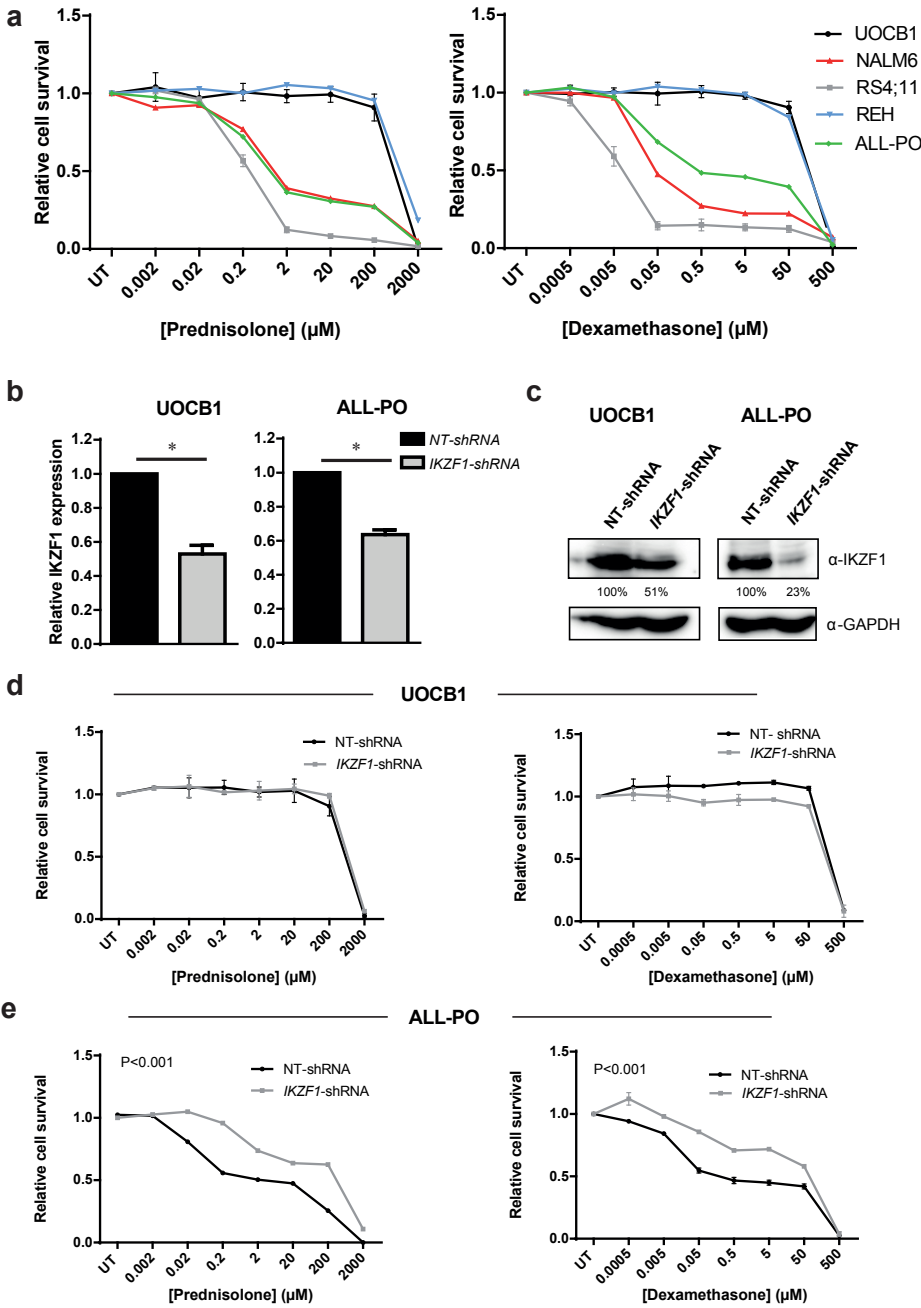 a
1.5
1.0
0.5
0.0
Relative cell survival
UT
0.002
0.02
0.2
2
20
200
2000
[Prednisolone] (µM)
1.5
1.0
0.5
0.0
Relative cell survival
UT
0.0005
0.005
0.05
0.5
5
50
500
[Dexamethasone] (µM)
UOCB1
NALM6
RS4;11
REH
ALL-PO
b
UOCB1
1.2
1.0
0.8
0.6
0.4
0.2
0.0
Relative IKZF1 expression
*
ALL-PO
1.2
1.0
0.8
0.6
0.4
0.2
0.0
*
NT-shRNA
IKZF1-shRNA
c
UOCB1
ALL-PO
NT-shRNA
IKZF1-shRNA
NT-shRNA
IKZF1-shRNA
α-IKZF1
100% 51% 100% 23%
α-GAPDH
d
UOCB1
1.5
1.0
0.5
0.0
Relative cell survival
NT-shRNA
IKZF1-shRNA
UT
0.002
0.02
0.2
2
20
200
2000
[Prednisolone] (µM)
1.5
1.0
0.5
0.0
Relative cell survival
NT- shRNA
IKZF1-shRNA
UT
0.0005
0.005
0.05
0.5
5
50
500
[Dexamethasone] (µM)
e
ALL-PO
1.5
1.0
0.5
0.0
Relative cell survival
P<0.001
NT-shRNA
IKZF1-shRNA
UT
0.002
0.02
0.2
2
20
200
2000
[Prednisolone] (µM)
1.5
1.0
0.5
0.0
Relative cell survival
P<0.001
NT-shRNA
IKZF1-shRNA
UT
0.0005
0.005
0.05
0.5
5
50
500
[Dexamethasone] (µM)